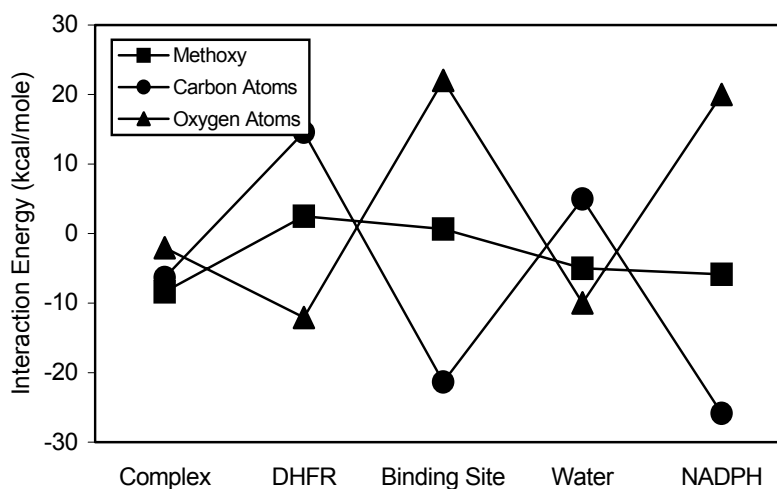 30
20
10
0
-10
-20
-30
Interaction Energy (kcal/mole)
Methoxy
Carbon Atoms
Oxygen Atoms
Complex DHFR Binding Site Water NADPH